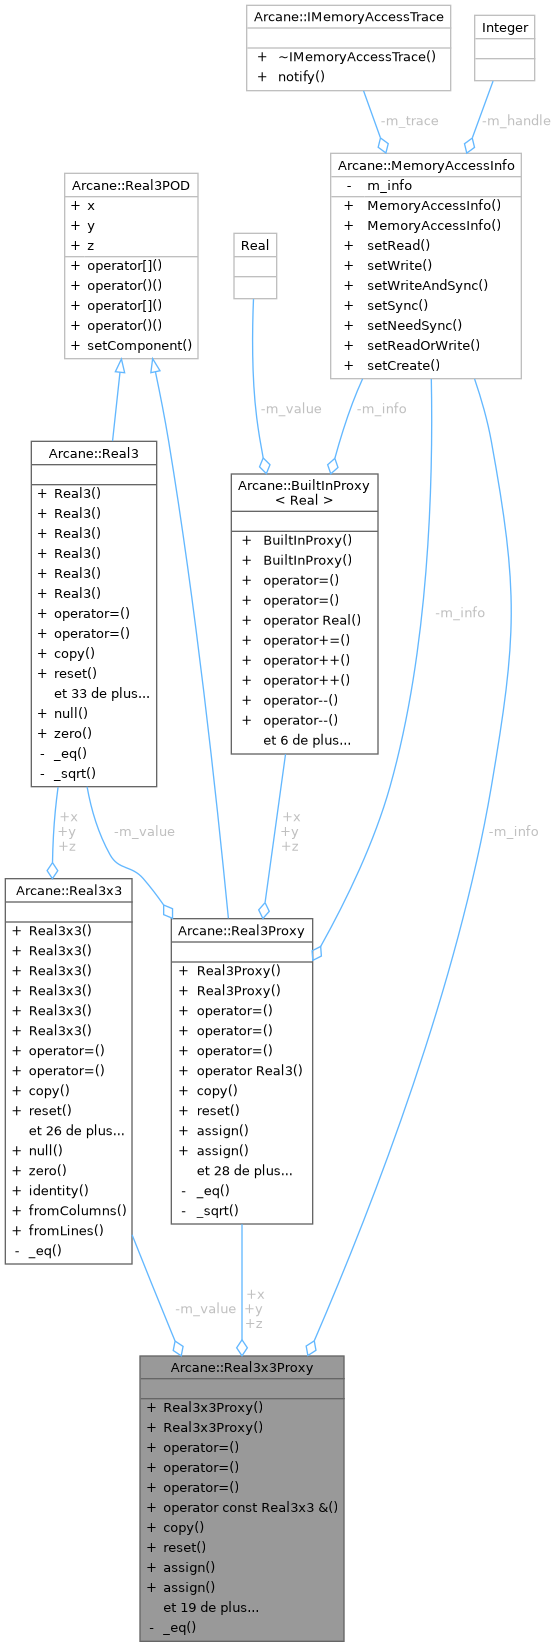 Arcane::IMemoryAccessTrace
+ ~IMemoryAccessTrace()
+ notify()
Integer
-m_trace
-m_handle
Arcane::MemoryAccessInfo
- m_info
+ MemoryAccessInfo()
+ MemoryAccessInfo()
+ setRead()
+ setWrite()
+ setWriteAndSync()
+ setSync()
+ setNeedSync()
+ setReadOrWrite()
+ setCreate()
Arcane::Real3POD
+ x
+ y
+ z
+ operator[]()
+ operator()()
+ operator[]()
+ operator()()
+ setComponent()
Real
-m_value
-m_info
Arcane::Real3
+ Real3()
+ Real3()
+ Real3()
+ Real3()
+ Real3()
+ Real3()
+ operator=()
+ operator=()
+ copy()
+ reset()
et 33 de plus...
+ null()
+ zero()
- _eq()
- _sqrt()
Arcane::BuiltInProxy
< Real >
+ BuiltInProxy()
+ BuiltInProxy()
+ operator=()
+ operator=()
+ operator Real()
+ operator+=()
+ operator++()
+ operator++()
+ operator--()
+ operator--()
et 6 de plus...
-m_info
+x
+y
+z
-m_value
+x
+y
+z
-m_info
Arcane::Real3x3
+ Real3x3()
+ Real3x3()
+ Real3x3()
+ Real3x3()
+ Real3x3()
+ Real3x3()
+ operator=()
+ operator=()
+ copy()
+ reset()
et 26 de plus...
+ null()
+ zero()
+ identity()
+ fromColumns()
+ fromLines()
- _eq()
Arcane::Real3Proxy
+ Real3Proxy()
+ Real3Proxy()
+ operator=()
+ operator=()
+ operator=()
+ operator Real3()
+ copy()
+ reset()
+ assign()
+ assign()
et 28 de plus...
- _eq()
- _sqrt()
-m_value
+x
+y
+z
Arcane::Real3x3Proxy
+ Real3x3Proxy()
+ Real3x3Proxy()
+ operator=()
+ operator=()
+ operator=()
+ operator const Real3x3 &()
+ copy()
+ reset()
+ assign()
+ assign()
et 19 de plus...
- _eq()